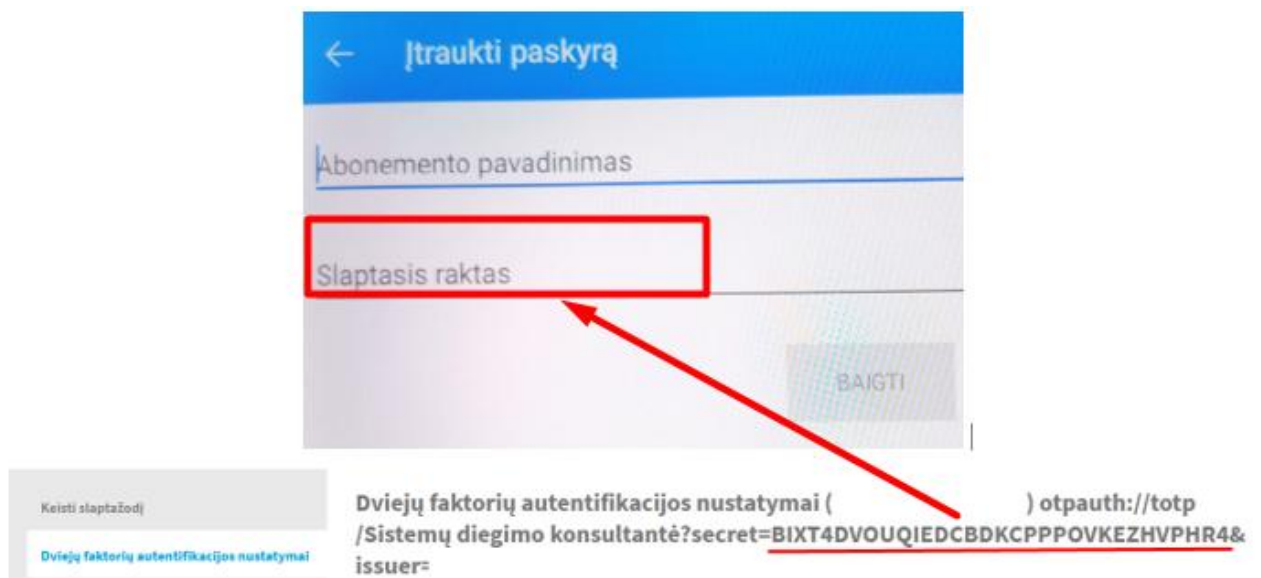 Įtraukti paskyrą
Abonemento pavadinimas
Slaptasis raktas
BAIGTI
Keisti slaptažodį
Dviejų faktorių autentifikacijos nustatymai
Dviejų faktorių autentifikacijos nustatymai ( ) otpauth://totp
/Sistemų diegimo konsultantė?secret=BIXT4DVOUQIEDCBDKCPPPOVKEZHVPHR4&
issuer=